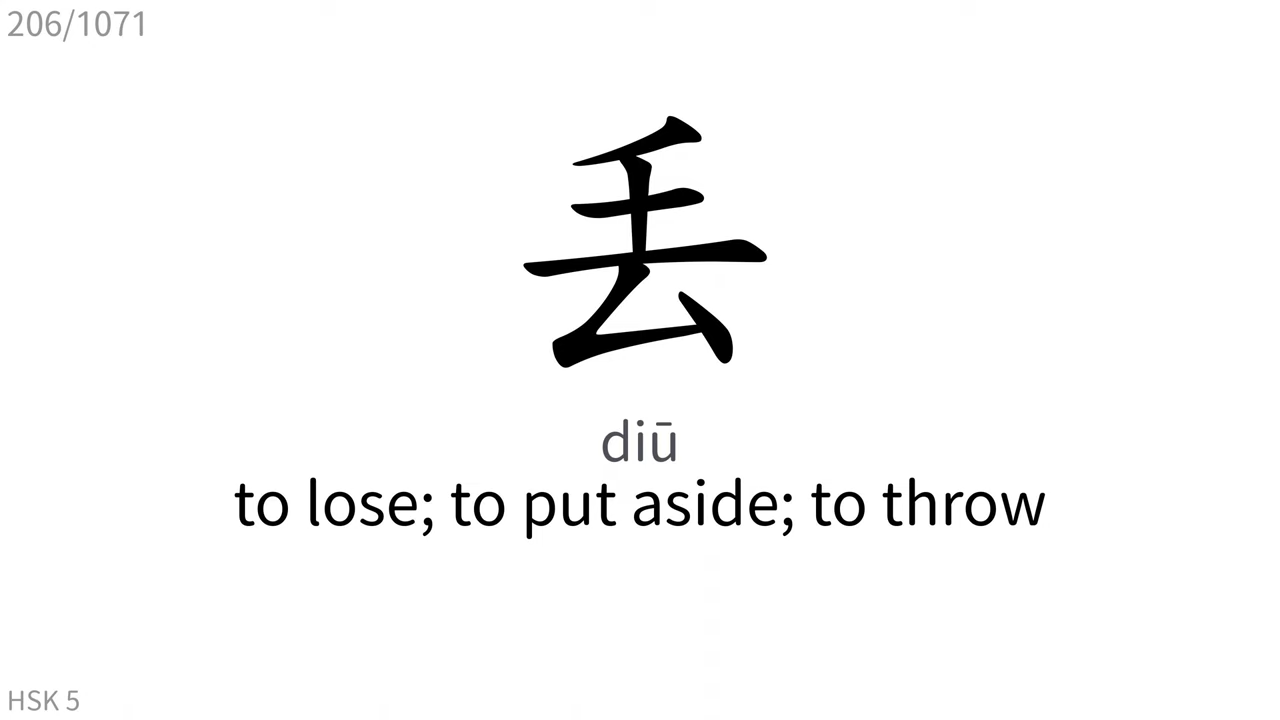 206/1071
丢
diū
to lose; to put aside; to throw
HSK 5